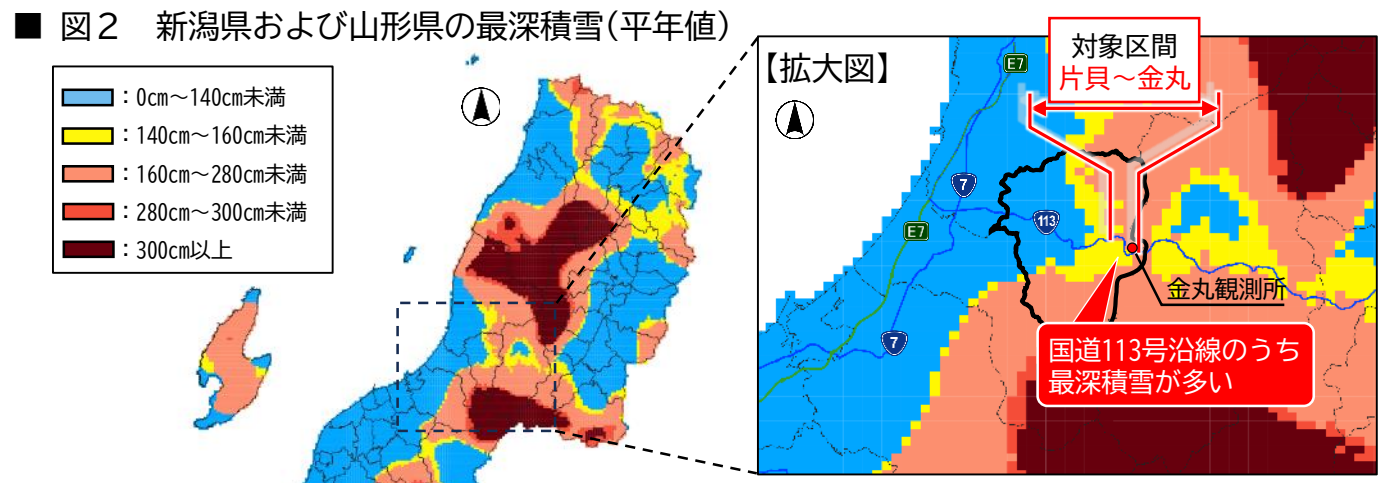 ■ 図２　新潟県および山形県の最深積雪(平年値)
：0㎝～140㎝未満
：140㎝～160㎝未満
：160㎝～280㎝未満
：280㎝～300㎝未満
：300㎝以上
【拡大図】
対象区間
片貝～金丸
E7
7
113
E7
金丸観測所
7
国道113号沿線のうち
最深積雪が多い